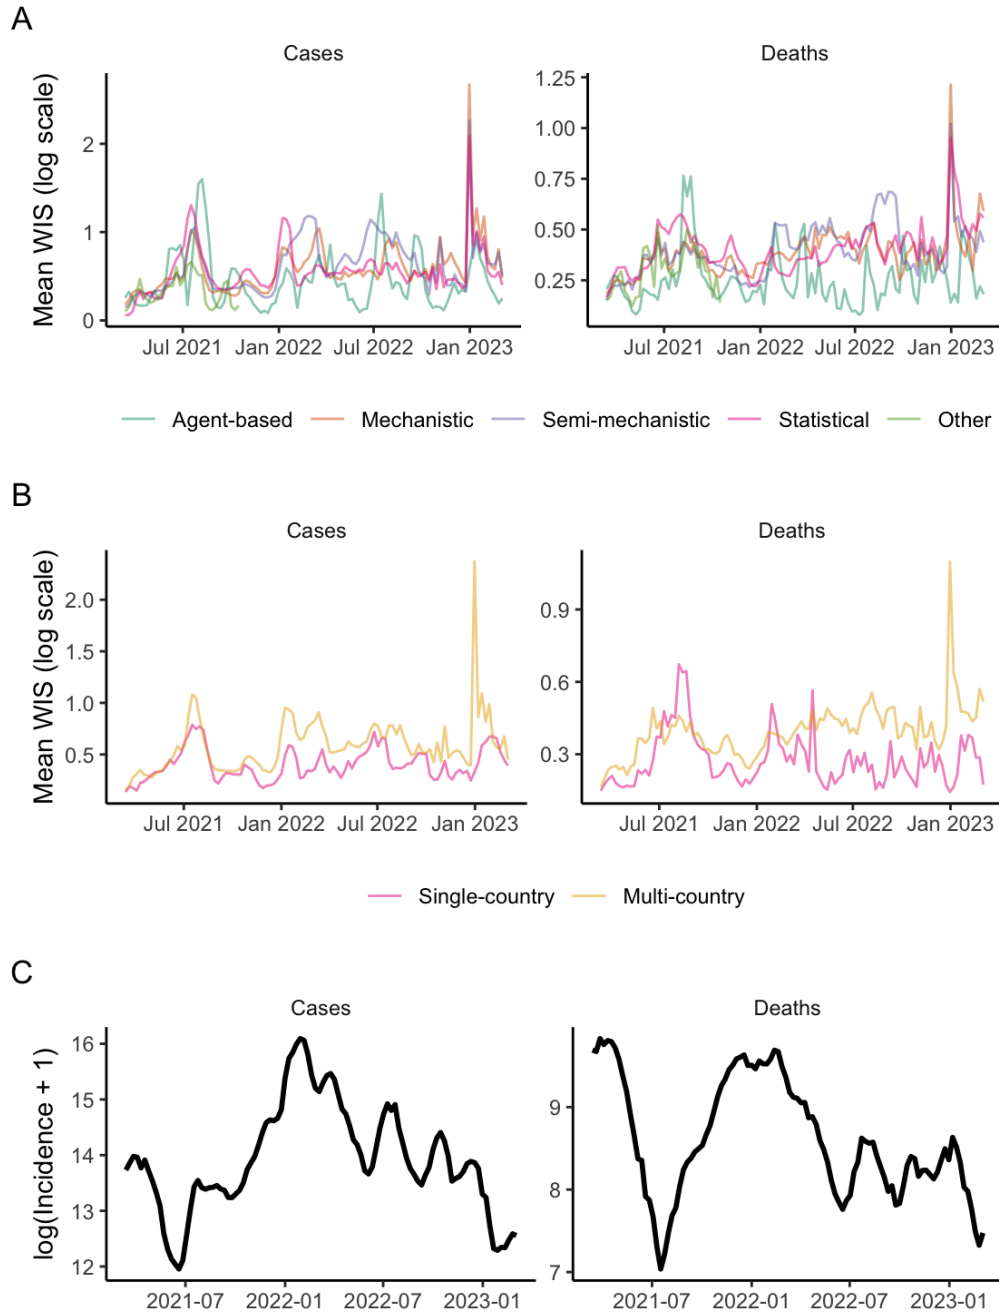 A
Cases
Deaths
Mean WIS (log scale)
2
1
0
1.25
1.00
0.75
0.50
0.25
Jul 2021 Jan 2022 Jul 2022 Jan 2023
Jul 2021 Jan 2022 Jul 2022 Jan 2023
Agent-based Mechanistic Semi-mechanistic Statistical Other
B
Cases
Deaths
Mean WIS (log scale)
2.0
1.5
1.0
0.5
0.9
0.6
0.3
Jul 2021 Jan 2022 Jul 2022 Jan 2023
Jul 2021 Jan 2022 Jul 2022 Jan 2023
Single-country Multi-country
C
Cases
Deaths
log(Incidence + 1)
16
15
14
13
12
9
8
7
2021-07 2022-01 2022-07 2023-01
2021-07 2022-01 2022-07 2023-01